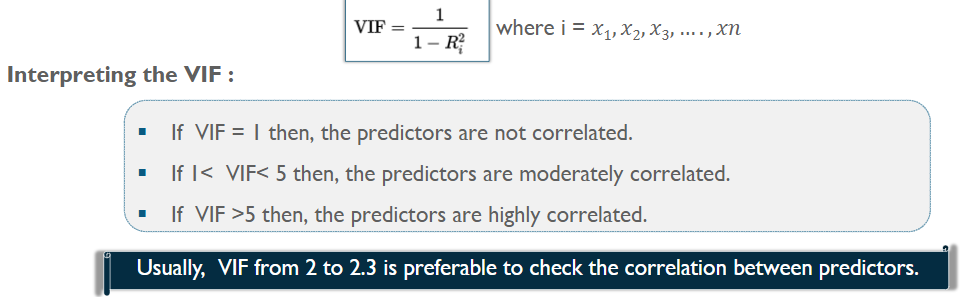 VIF = 1 / (1 − R_i^2) where i = x₁, x₂, x₃, …., xn
Interpreting the VIF :
▪ If VIF = 1 then, the predictors are not correlated.
▪ If 1< VIF< 5 then, the predictors are moderately correlated.
▪ If VIF >5 then, the predictors are highly correlated.
Usually, VIF from 2 to 2.3 is preferable to check the correlation between predictors.